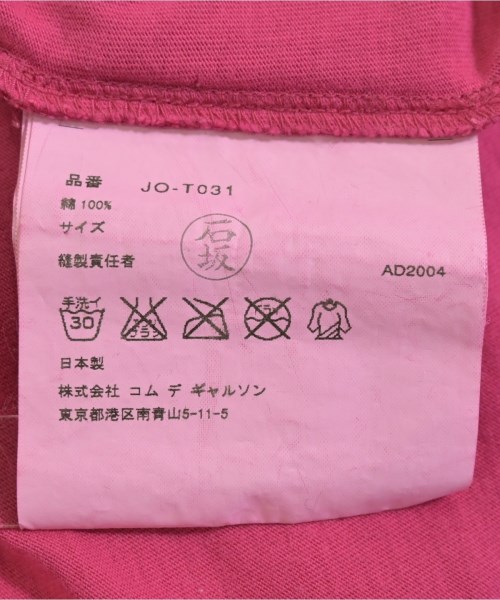 品番 JO-T031
綿 100%
サイズ
石坂
縫製責任者 AD2004
手洗イ
30
日本製
株式会社 コム デ ギャルソン
東京都港区南青山5-11-5